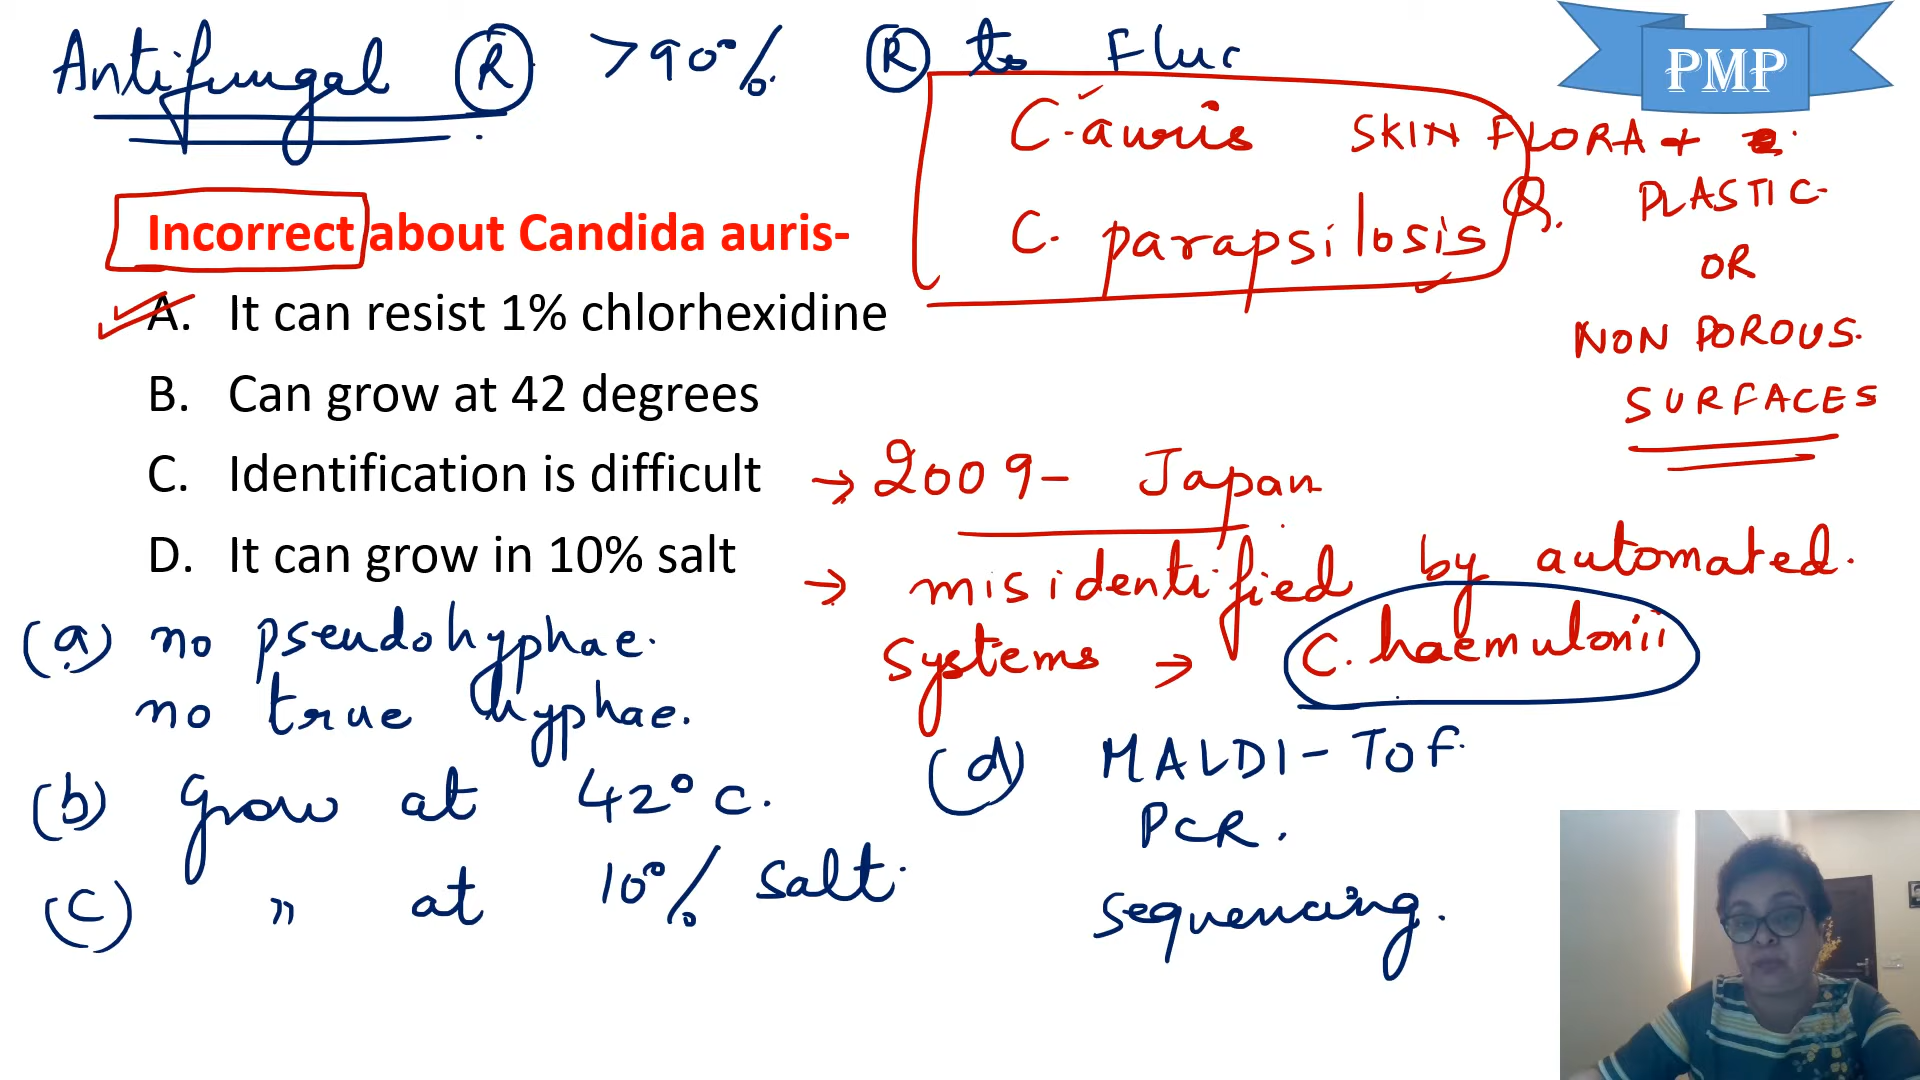 Antifungal R >90% R to Fluc
PMP
C. auris SKIN FLORA +
C. parapsilosis
PLASTIC
OR
NON POROUS
SURFACES
Incorrect about Candida auris-
A. It can resist 1% chlorhexidine
B. Can grow at 42 degrees
C. Identification is difficult
D. It can grow in 10% salt
→ 2009 - Japan
→ misidentified by automated
systems → C. haemulonii
(a) no pseudohyphae.
no true hyphae.
(b) grow at 42° c.
(c) " at 10% salt.
(d) MALDI-TOF
PCR.
sequencing.